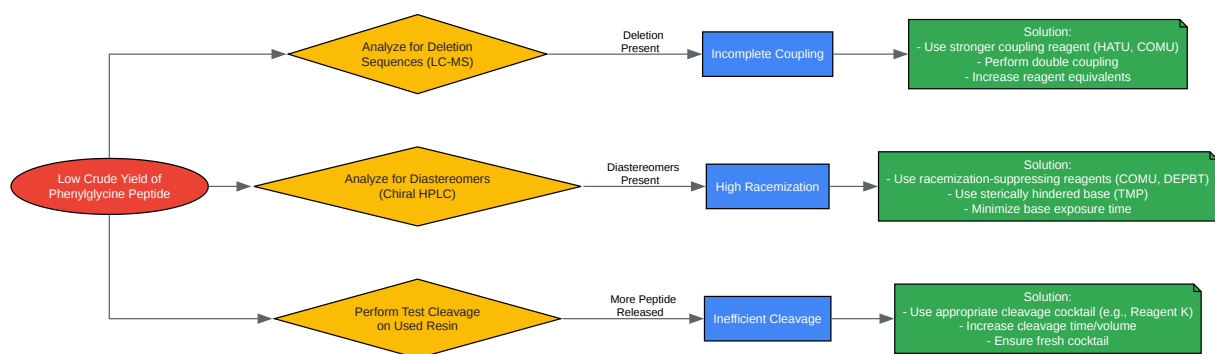 Low Crude Yield of
Phenylglycine Peptide
Analyze for Deletion
Sequences (LC-MS)
Deletion
Present
Incomplete Coupling
Solution:
- Use stronger coupling reagent (HATU, COMU)
- Perform double coupling
- Increase reagent equivalents
Analyze for Diastereomers
(Chiral HPLC)
Diastereomers
Present
High Racemization
Solution:
- Use racemization-suppressing reagents (COMU, DEPBT)
- Use sterically hindered base (TMP)
- Minimize base exposure time
Perform Test Cleavage
on Used Resin
More Peptide
Released
Inefficient Cleavage
Solution:
- Use appropriate cleavage cocktail (e.g., Reagent K)
- Increase cleavage time/volume
- Ensure fresh cocktail